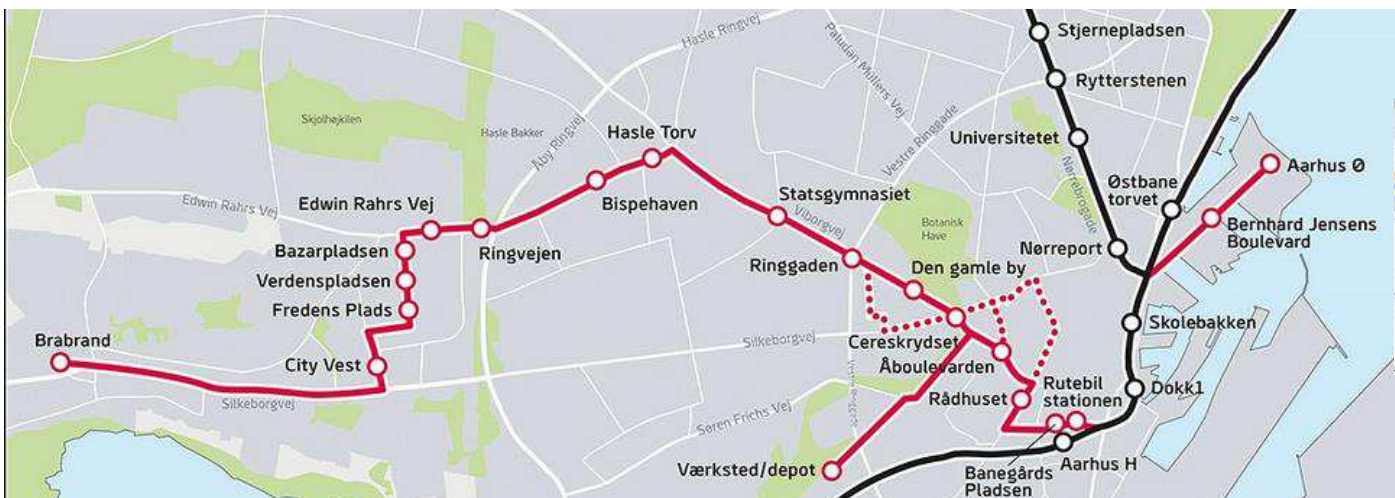 Stjernepladsen
Hasle Ringvej
Paludan Müllers Vej
Rytterstenen
Skjolhøjkilen
Hasle Bakker
Hasle Torv
Åby Ringvej
Vestre Ringgade
Universitetet
Nørrebrogade
Aarhus Ø
Edwin Rahrs Vej
Edwin Rahrs Vej
Bispehaven
Statsgymnasiet
Viborgvej
Botanisk
Have
Østbane
torvet
Bernhard Jensens
Boulevard
Bazarpladsen
Ringvejen
Ringgaden
Den gamle by
Nørreport
Verdenspladsen
Fredens Plads
Brabrand
City Vest
Silkeborgvej
Cereskrydset
Skolebakken
Åboulevarden
Silkeborgvej
Søren Frichs Vej
Rådhuset
Rutebil
stationen
Dokk1
Værksted/depot
Banegårds
Pladsen
Aarhus H